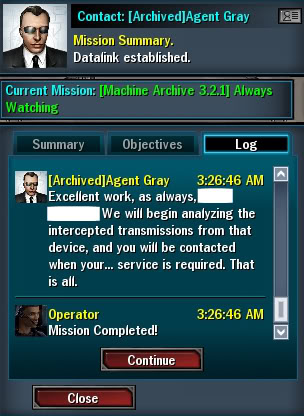 Contact: [Archived]Agent Gray
Mission Summary.
Datalink established.
Current Mission: [Machine Archive 3.2.1] Always
Watching
Summary Objectives Log
[Archived]Agent Gray 3:26:46 AM
Excellent work, as always,
We will begin analyzing the
intercepted transmissions from that
device, and you will be contacted
when your... service is required. That
is all.
Operator 3:26:46 AM
Mission Completed!
Continue
Close